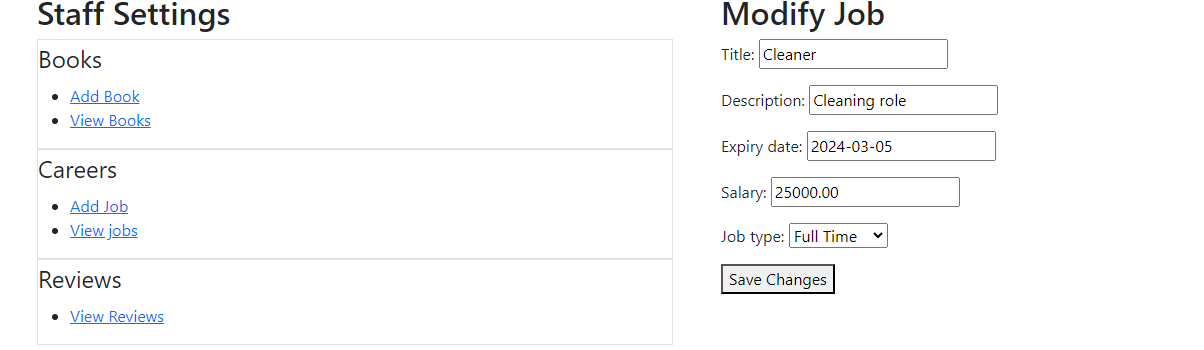 Staff Settings
Books
Add Book
View Books
Careers
Add Job
View jobs
Reviews
View Reviews
Modify Job
Title: Cleaner
Description: Cleaning role
Expiry date: 2024-03-05
Salary: 25000.00
Job type: Full Time
Save Changes